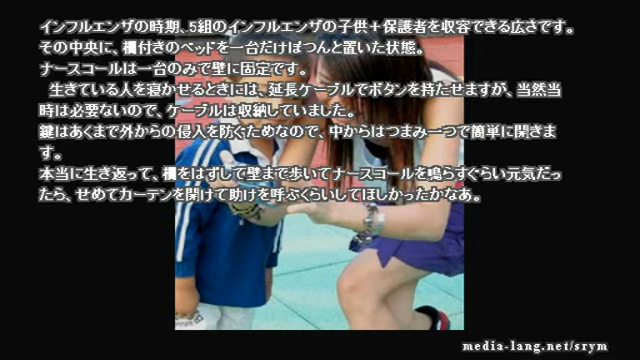 インフルエンザの時期、5組のインフルエンザの子供＋保護者を収容できる広さです。
その中央に、柵付きのベッドを一台だけぽつんと置いた状態。
ナースコールは一台のみで壁に固定です。
　生きている人を寝かせるときには、延長ケーブルでボタンを持たせますが、当然当
時は必要ないので、ケーブルは収納していました。
鍵はあくまで外からの侵入を防ぐためなので、中からはつまみ一つで簡単に開きま
す。
本当に生き返って、柵をはずして壁まで歩いてナースコールを鳴らすぐらい元気だっ
たら、せめてカーテンを開けて助けを呼ぶくらいしてほしかったかなあ。
media-lang.net/srym